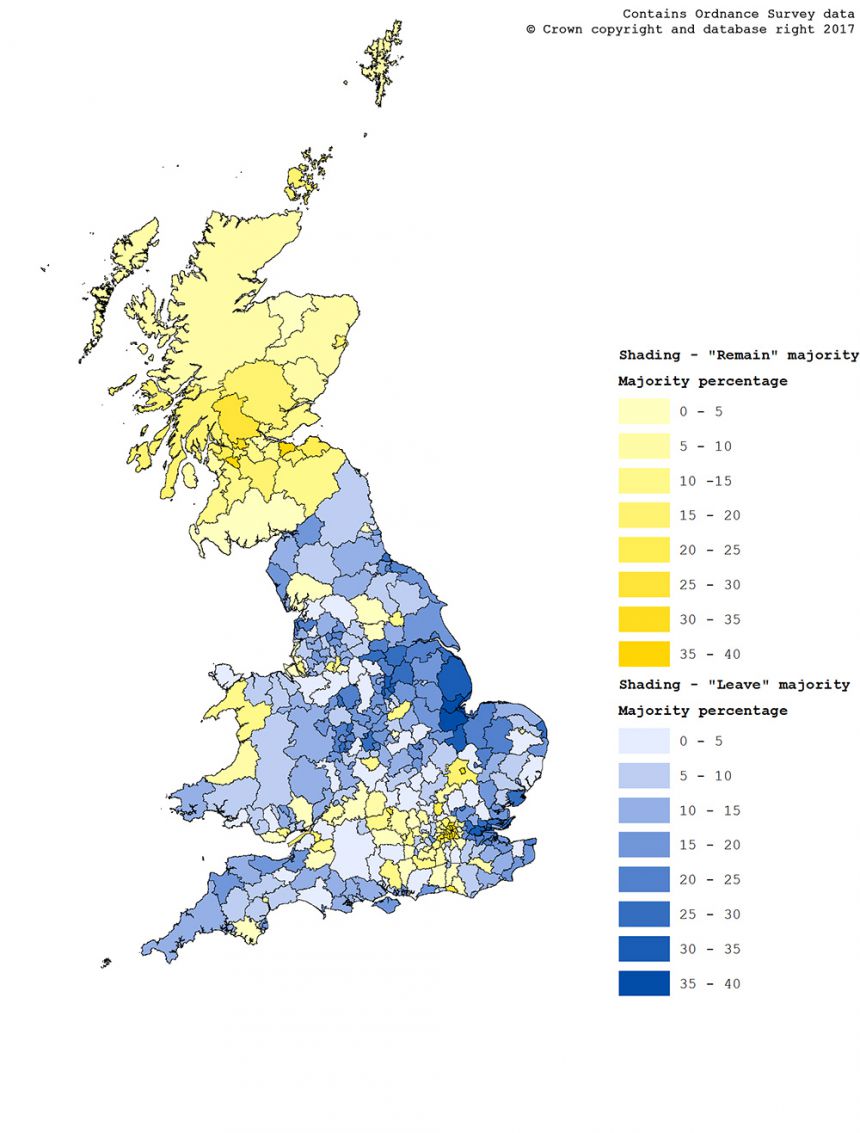 Contains Ordnance Survey data
© Crown copyright and database right 2017
Shading - "Remain" majority
Majority percentage
0 - 5
5 - 10
10 -15
15 - 20
20 - 25
25 - 30
30 - 35
35 - 40
Shading - "Leave" majority
Majority percentage
0 - 5
5 - 10
10 - 15
15 - 20
20 - 25
25 - 30
30 - 35
35 - 40